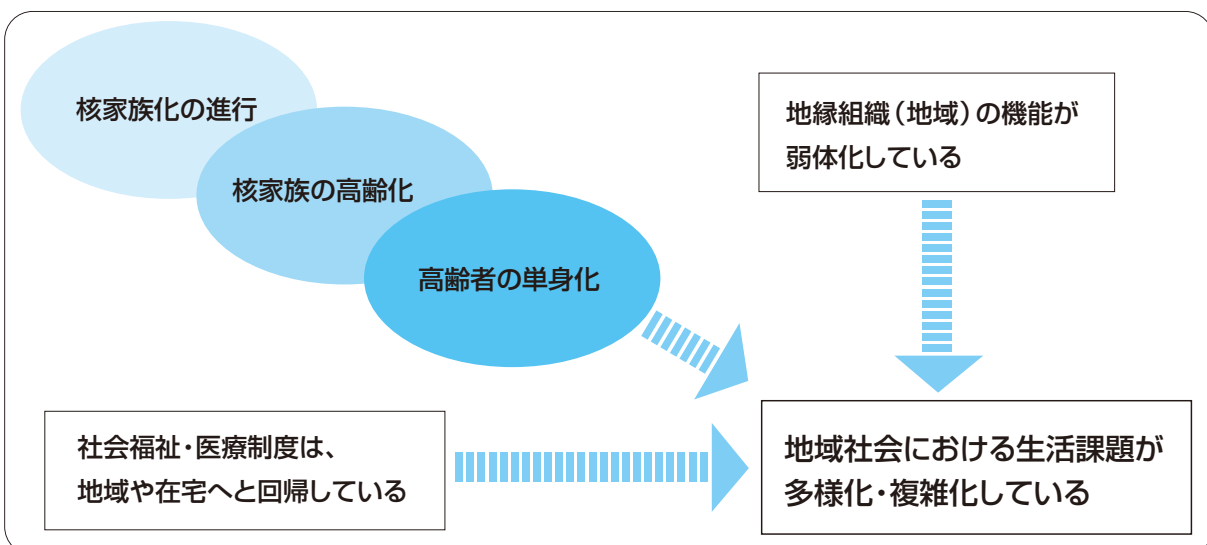 核家族化の進行
核家族の高齢化
高齢者の単身化
地縁組織（地域）の機能が
弱体化している
社会福祉・医療制度は、
地域や在宅へと回帰している
地域社会における生活課題が
多様化・複雑化している